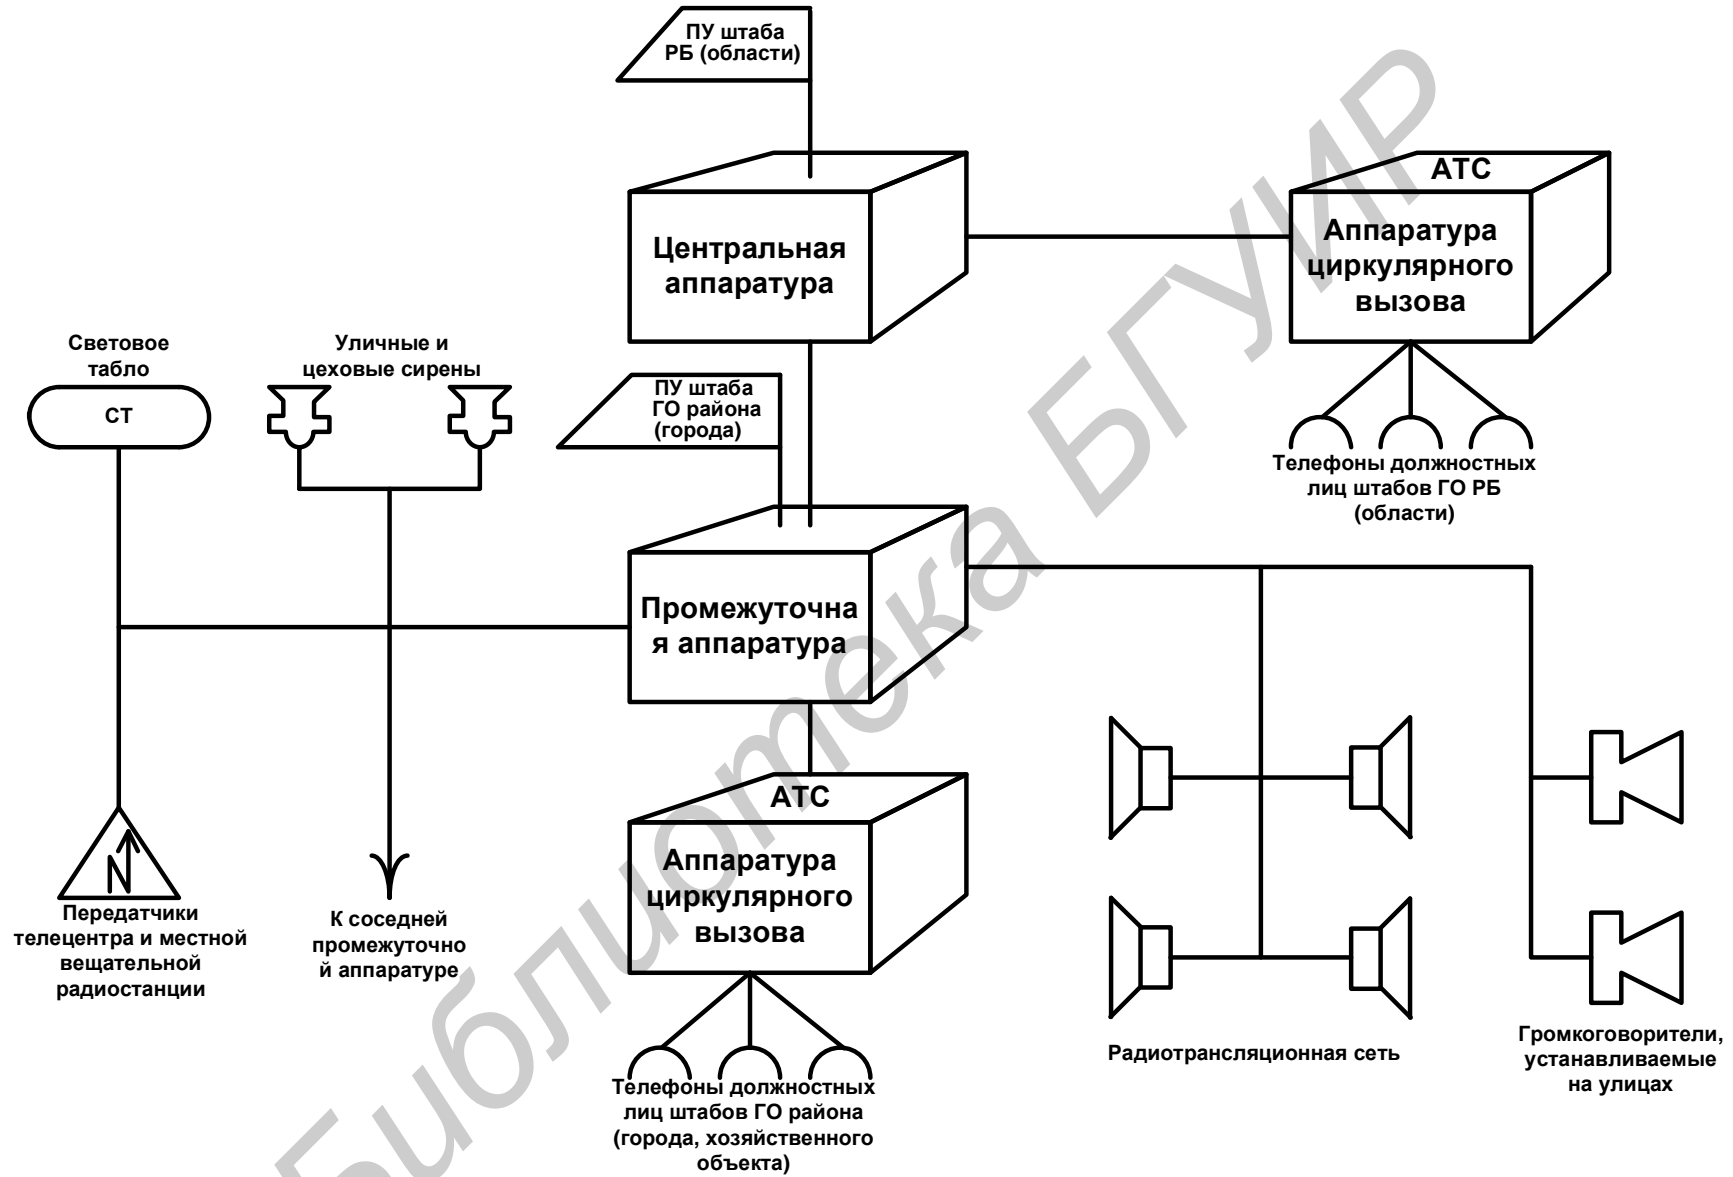 ПУ штаба
РБ (области)
АТС
Аппаратура
циркулярного
вызова
Центральная
аппаратура
Световое
табло
СТ
Уличные и
цеховые сирены
ПУ штаба
ГО района
(города)
Телефоны должностных
лиц штабов ГО РБ
(области)
Промежуточна
я аппаратура
АТС
Аппаратура
циркулярного
вызова
N
Передатчики
телецентра и местной
вещательной
радиостанции
К соседней
промежуточно
й аппаратуре
Радиотрансляционная сеть
Громкоговорители,
устанавливаемые
на улицах
Телефоны должностных
лиц штабов ГО района
(города, хозяйственного
объекта)
Библиотека БГУИР